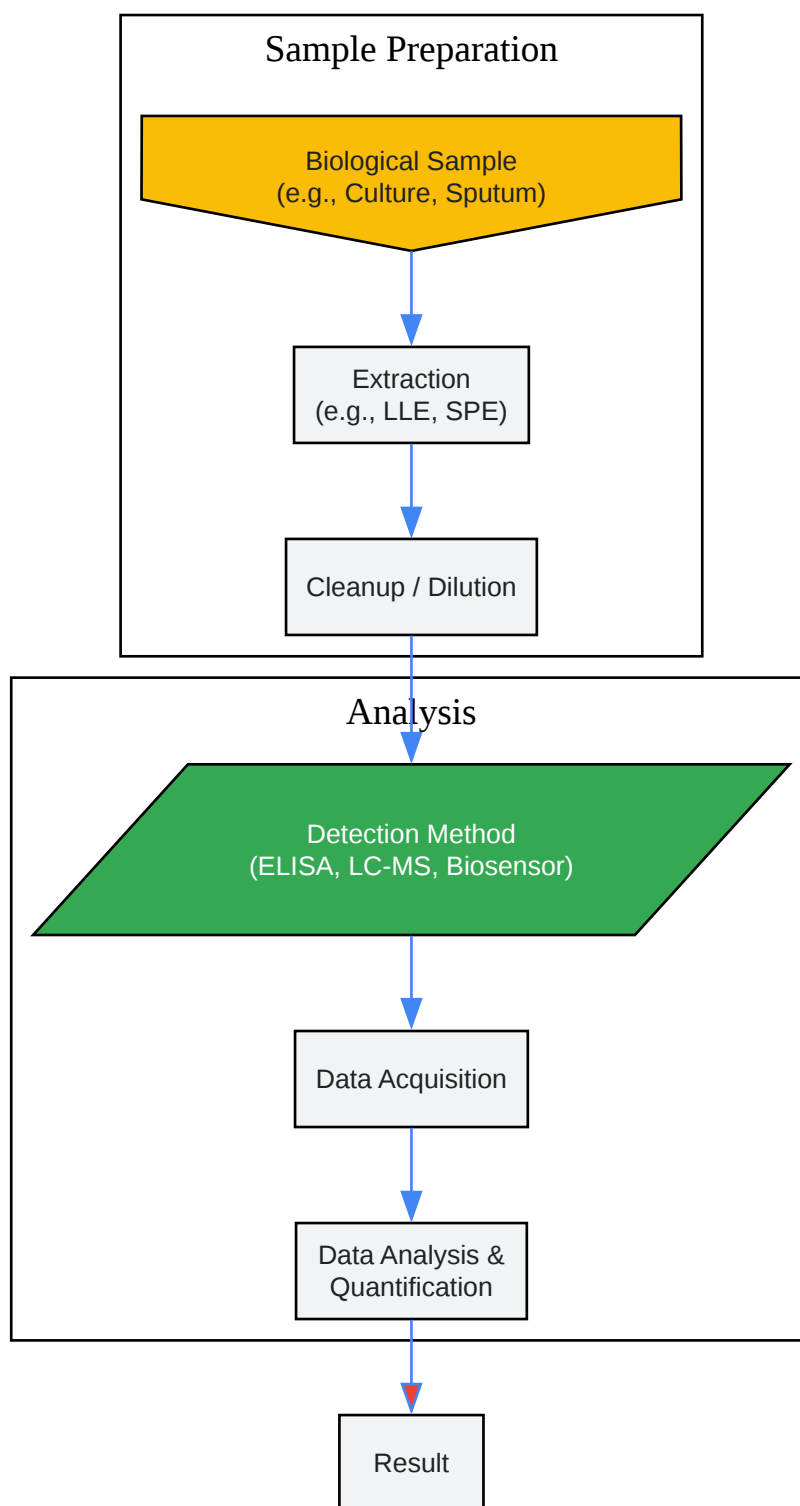 Sample Preparation
Biological Sample
(e.g., Culture, Sputum)
Extraction
(e.g., LLE, SPE)
Cleanup / Dilution
Analysis
Detection Method
(ELISA, LC-MS, Biosensor)
Data Acquisition
Data Analysis &
Quantification
Result